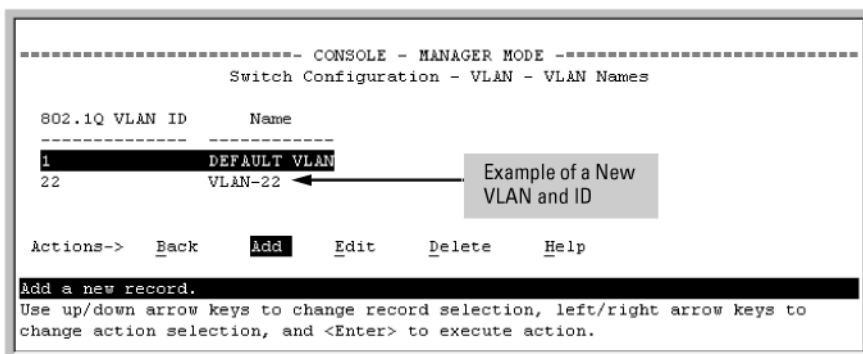 ==========================- CONSOLE - MANAGER MODE -============================
Switch Configuration - VLAN - VLAN Names
802.1Q VLAN ID Name
-------------- ------------
1 DEFAULT VLAN
22 VLAN-22
Example of a New
VLAN and ID
Actions-> Back Add Edit Delete Help
Add a new record.
Use up/down arrow keys to change record selection, left/right arrow keys to
change action selection, and <Enter> to execute action.